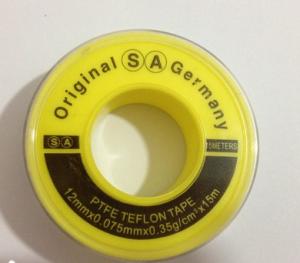 Original SA Germany
SA
15METERS
PTFE TEFLON TAPE
12mmx0.075mmx0.35g/cm³x15m